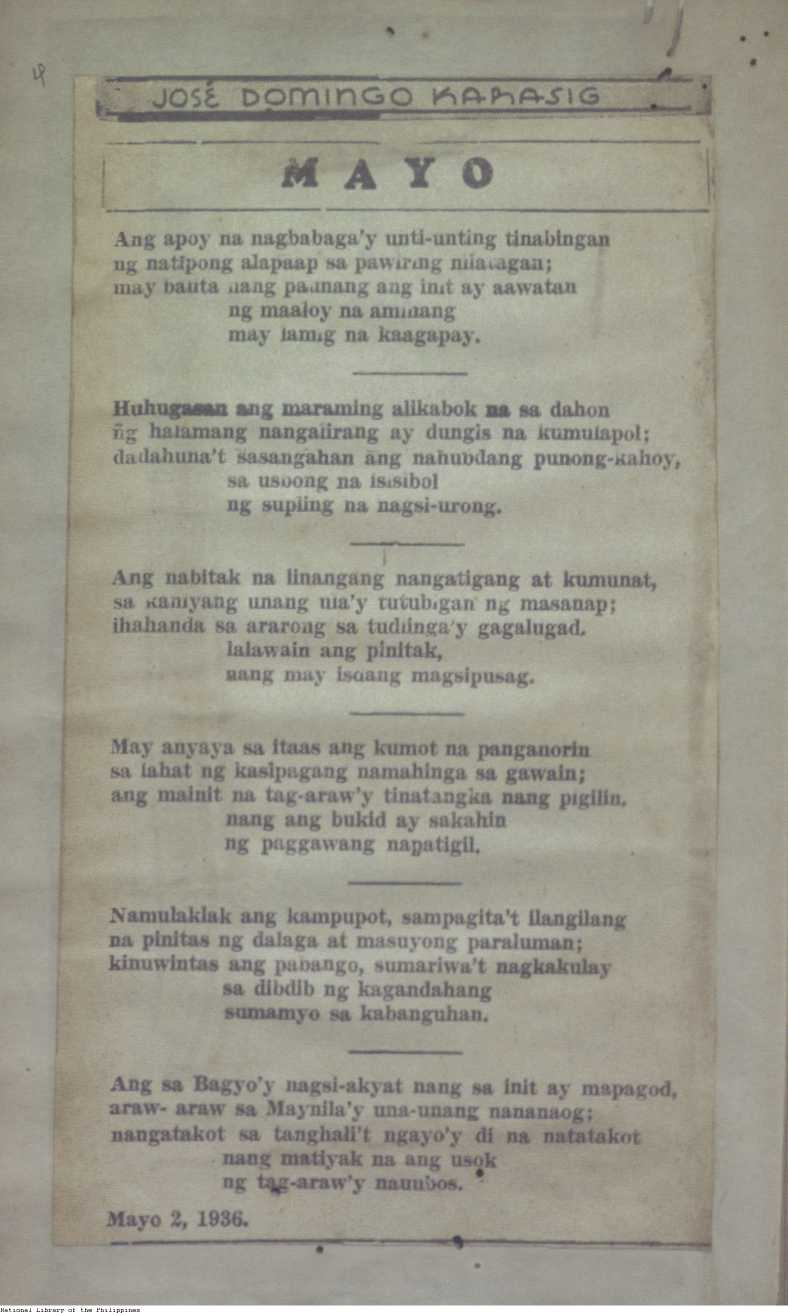 JOSÉ DOMINGO KARASIG
MAYO
Ang apoy na nagbabaga'y unti-unting tinabingan
ng natipong alapaap sa pawiring
may banta nang ang init ay aawatan
ng maaloy na amihang
may lamig na kaagapay.
Huhugasan ang maraming alikabok na sa dahon
ñg halamang nangalirang ay dungis na kumulapol;
dadahuna't sasangahan ang nahubdang punong-kahoy,
sa usbong na isisibol
ng supling na nagsi-urong.
Ang nabitak na linangang nangatigang at kumunat,
sa kaniyang unang ula'y tutubigan ng masanap;
ihahanda sa ararong sa tudlinga'y gagalugad.
lalawain ang pinitak,
nang may isdang magsipusag.
May anyaya sa itaas ang kumot na panganorin
sa lahat ng kasipagang namahinga sa gawain;
ang mainit na tag-araw'y tinatangka nang pigilin.
nang ang bukid ay sakahin
ng paggawang napatigil.
Namulaklak ang kampupot, sampagita't ilangilang
na pinitas ng dalaga at masuyong paraluman;
kinuwintas ang pabango, sumariwa't nagkakulay
sa dibdib ng kagandahang
sumamyo sa kabanguhan.
Ang sa Bagyo'y nagsi-akyat nang sa init ay mapagod,
araw- araw sa Maynila'y una-unang nananaog;
nangatakot sa tanghali't ngayo'y di na natatakot
nang matiyak na ang usok
ng tag-araw'y nauubos.
Mayo 2, 1936.
National Library of the Philippines